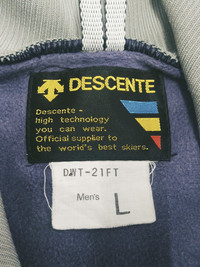 DESCENTE
Descente -
high technology
you can wear.
Official supplier to
the world's best skiers.
DWT-21FT
Men's
L